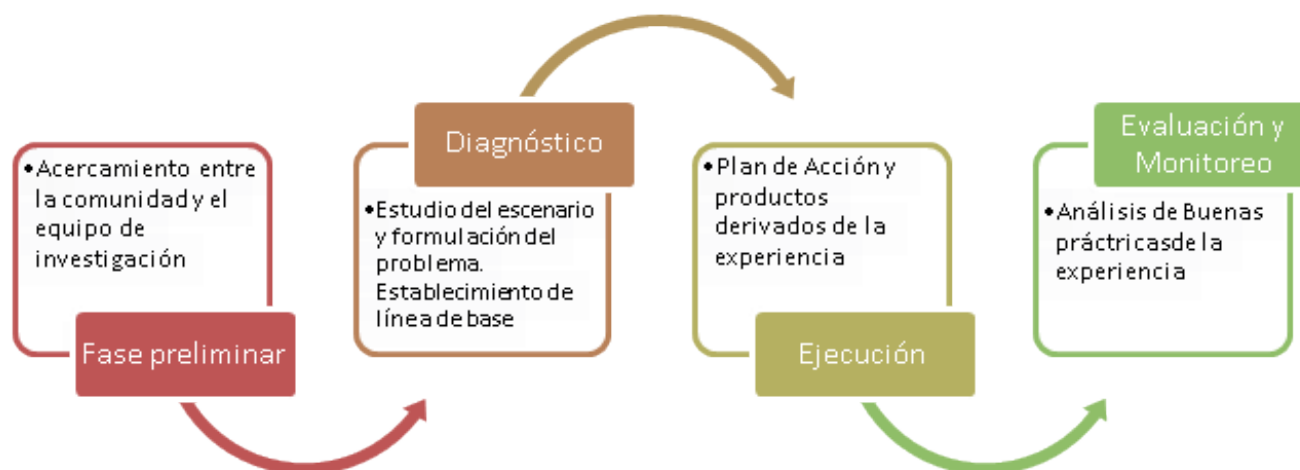 •Acercamiento entre
la comunidad y el
equipo de
investigación
Fase preliminar
Diagnóstico
•Estudio del escenario
y formulación del
problema.
Establecimiento de
línea de base
•Plan de Acción y
productos
derivados de la
experiencia
Ejecución
Evaluación y
Monitoreo
•Análisis de Buenas
prácticasde la
experiencia